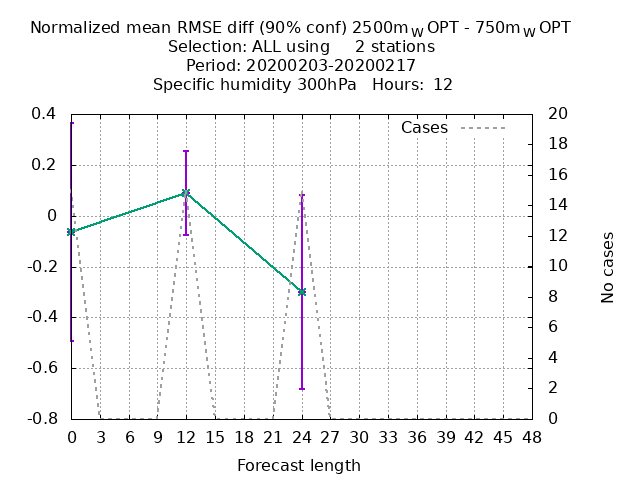 Normalized mean RMSE diff (90% conf) 2500m_W OPT - 750m_W OPT
Selection: ALL using 2 stations
Period: 20200203-20200217
Specific humidity 300hPa Hours: 12
Cases
0.4
0.2
0
-0.2
-0.4
-0.6
-0.8
20
18
16
14
12
10
8
6
4
2
0
No cases
0 3 6 9 12 15 18 21 24 27 30 33 36 39 42 45 48
Forecast length